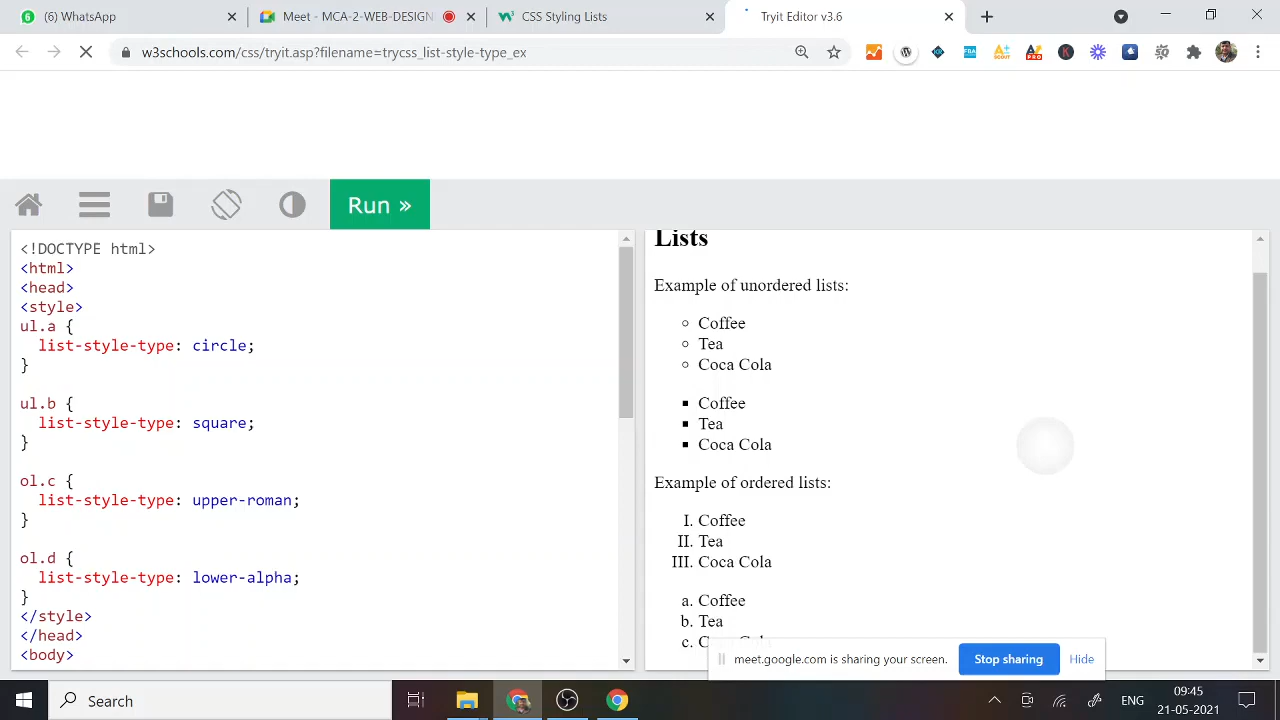 6
(6) WhatsApp
Meet - MCA-2-WEB-DESIGN
CSS Styling Lists
Tryit Editor v3.6
w3schools.com/css/tryit.asp?filename=trycss_list-style-type_ex
Run »
<!DOCTYPE html>
<html>
<head>
<style>
ul.a {
list-style-type: circle;
}
ul.b {
list-style-type: square;
}
ol.c {
list-style-type: upper-roman;
}
ol.d {
list-style-type: lower-alpha;
}
</style>
</head>
<body>
Lists
Example of unordered lists:
Coffee
Tea
Coca Cola
Coffee
Tea
Coca Cola
Example of ordered lists:
I. Coffee
II. Tea
III. Coca Cola
a. Coffee
b. Tea
c. Coca Cola
meet.google.com is sharing your screen.
Stop sharing
Hide
Search
ENG
09:45
21-05-2021